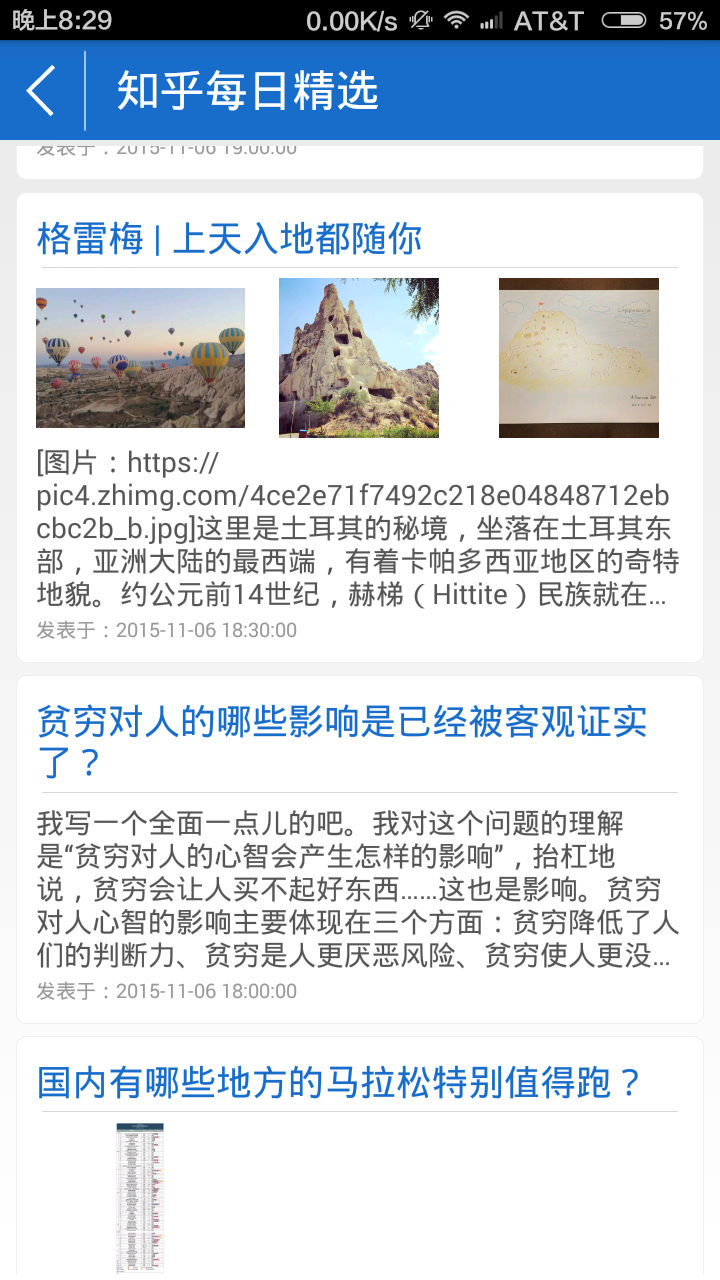 晚上8:29
0.00K/s
AT&T
57%
知乎每日精选
发表于：2015-11-06 19:00:00
格雷梅 | 上天入地都随你
[图片：https://
pic4.zhimg.com/4ce2e71f7492c218e04848712eb
cbc2b_b.jpg]这里是土耳其的秘境，坐落在土耳其东
部，亚洲大陆的最西端，有着卡帕多西亚地区的奇特
地貌。约公元前14世纪，赫梯（Hittite）民族就在...
发表于：2015-11-06 18:30:00
贫穷对人的哪些影响是已经被客观证实
了？
我写一个全面一点儿的吧。我对这个问题的理解
是“贫穷对人的心智会产生怎样的影响”，抬杠地
说，贫穷会让人买不起好东西……这也是影响。贫穷
对人心智的影响主要体现在三个方面：贫穷降低了人
们的判断力、贫穷是人更厌恶风险、贫穷使人更没...
发表于：2015-11-06 18:00:00
国内有哪些地方的马拉松特别值得跑？